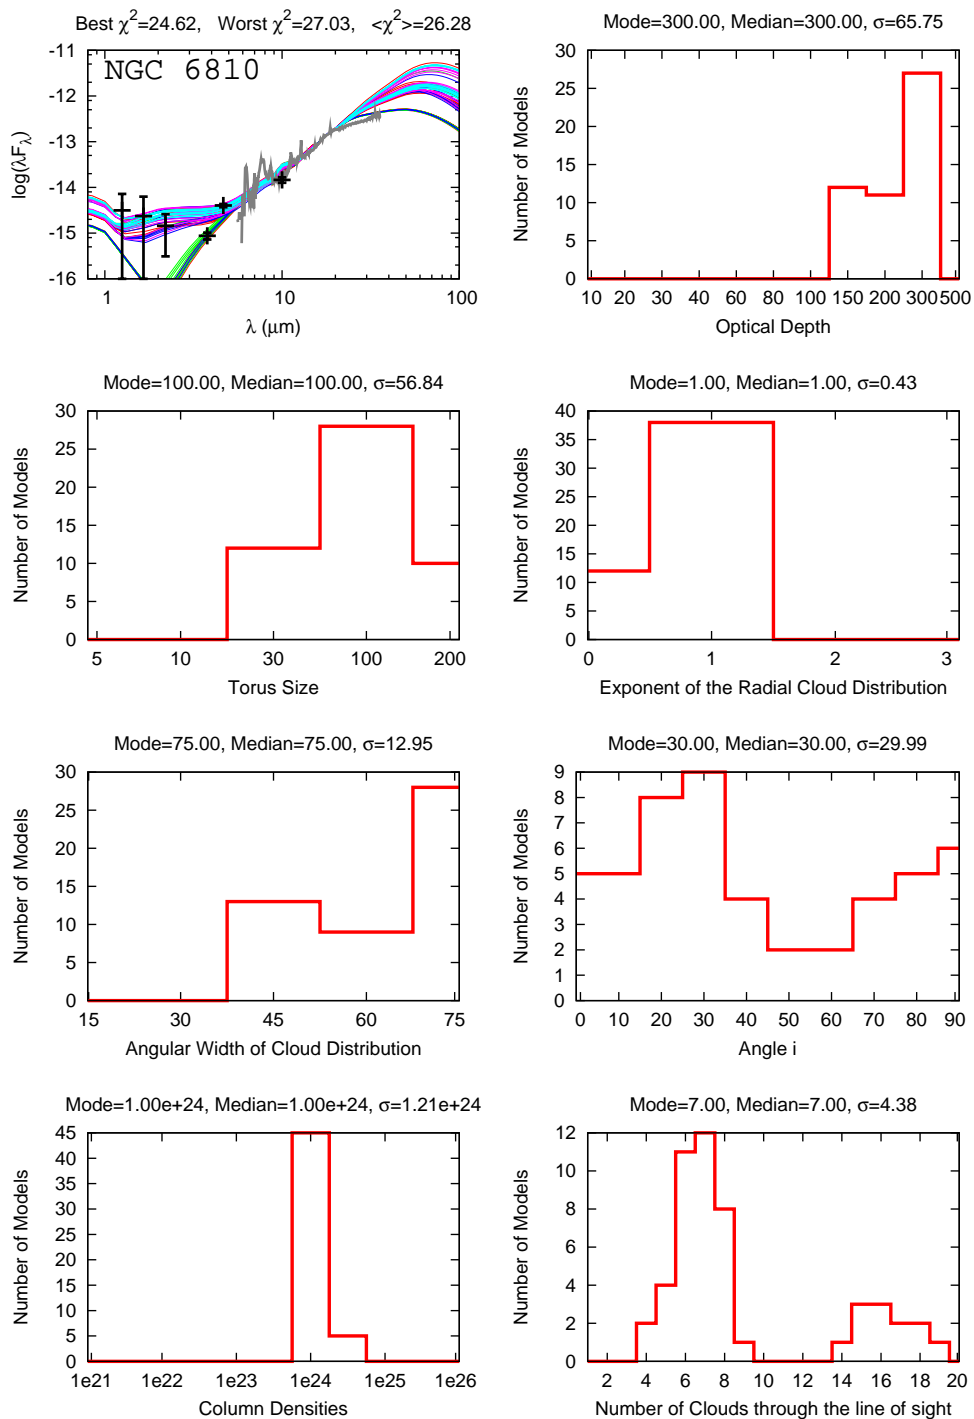 Best χ²=24.62, Worst χ²=27.03, <χ²>=26.28
NGC 6810
-11
-12
-13
-14
-15
-16
log(λFλ)
1 10 100
λ (μm)
Mode=300.00, Median=300.00, σ=65.75
30
25
20
15
10
5
0
Number of Models
10 20 30 40 60 80 100 150 200 300 500
Optical Depth
Mode=100.00, Median=100.00, σ=56.84
30
25
20
15
10
5
0
Number of Models
5 10 30 100 200
Torus Size
Mode=1.00, Median=1.00, σ=0.43
40
35
30
25
20
15
10
5
0
Number of Models
0 1 2 3
Exponent of the Radial Cloud Distribution
Mode=75.00, Median=75.00, σ=12.95
30
25
20
15
10
5
0
Number of Models
15 30 45 60 75
Angular Width of Cloud Distribution
Mode=30.00, Median=30.00, σ=29.99
9
8
7
6
5
4
3
2
1
0
Number of Models
0 10 20 30 40 50 60 70 80 90
Angle i
Mode=1.00e+24, Median=1.00e+24, σ=1.21e+24
45
40
35
30
25
20
15
10
5
0
Number of Models
1e21 1e22 1e23 1e24 1e25 1e26
Column Densities
Mode=7.00, Median=7.00, σ=4.38
12
10
8
6
4
2
0
Number of Models
2 4 6 8 10 12 14 16 18 20
Number of Clouds through the line of sight